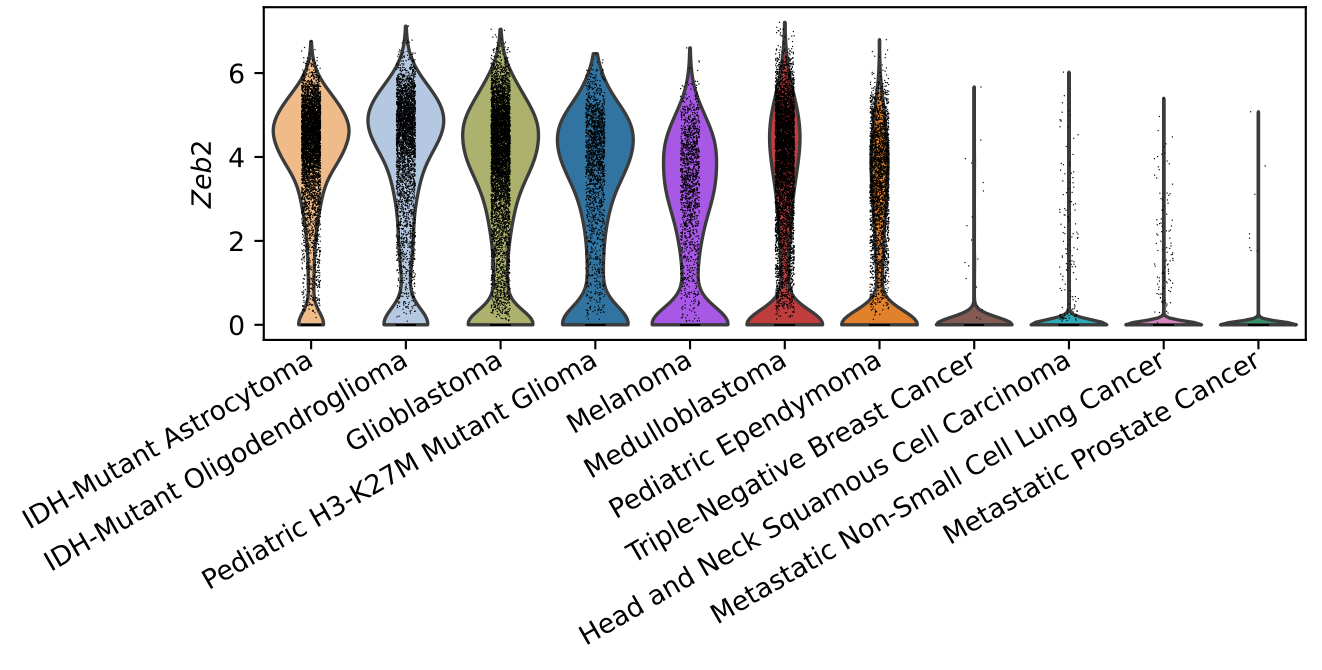 Zeb2
6
4
2
0
IDH-Mutant Astrocytoma
IDH-Mutant Oligodendroglioma
Glioblastoma
Pediatric H3-K27M Mutant Glioma
Melanoma
Medulloblastoma
Pediatric Ependymoma
Triple-Negative Breast Cancer
Head and Neck Squamous Cell Carcinoma
Metastatic Non-Small Cell Lung Cancer
Metastatic Prostate Cancer